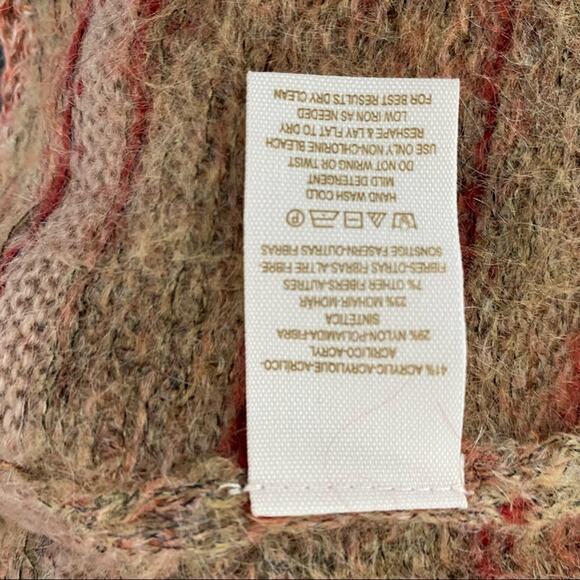 41% ACRYLIC-ACRYLIQUE-ACRILICO-
ACRILICO-ACRYL
29% NYLON-POLIAMIDA-FIBRA
SINTETICA
23% MOHAIR-MOHAR
7% OTHER FIBERS-AUTRES
FIBRES-OTRAS FIBRAS-ALTRE FIBRE
SONSTIGE FASERIN-OUTRAS FIBRAS
HAND WASH COLD
MILD DETERGENT
DO NOT WRING OR TWIST
USE ONLY NON-CHLORINE BLEACH
RESHAPE & LAY FLAT TO DRY
LOW IRON AS NEEDED
FOR BEST RESULTS DRY CLEAN